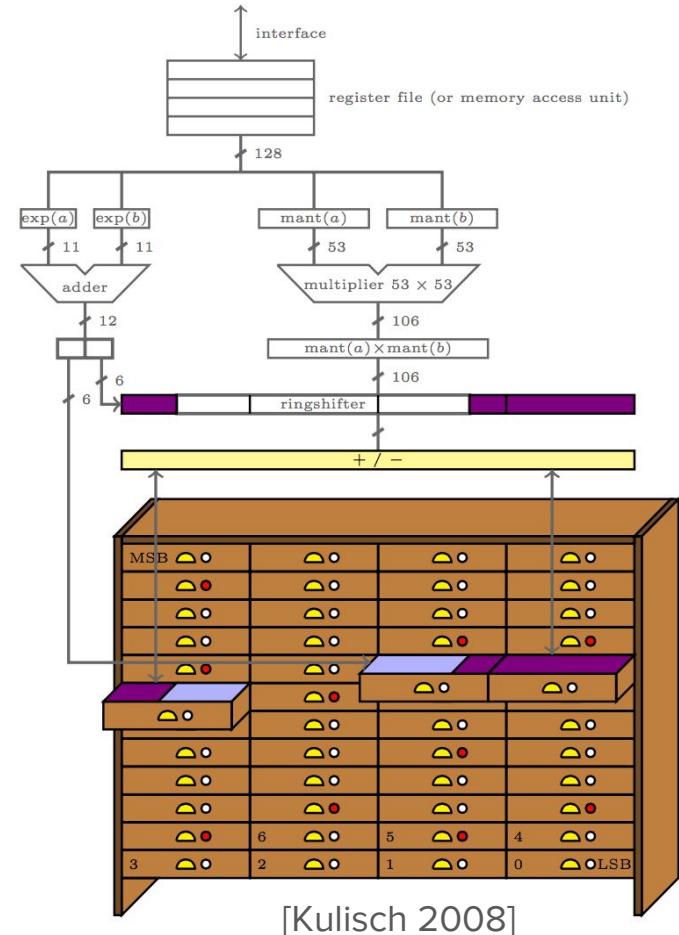 interface
register file (or memory access unit)
128
exp(a) exp(b) mant(a) mant(b)
11 11 53 53
adder multiplier 53 × 53
12 106
mant(a)×mant(b)
6 106
6
ringshifter
+ / −
MSB
6 5 4
3 2 1 0 LSB
[Kulisch 2008]